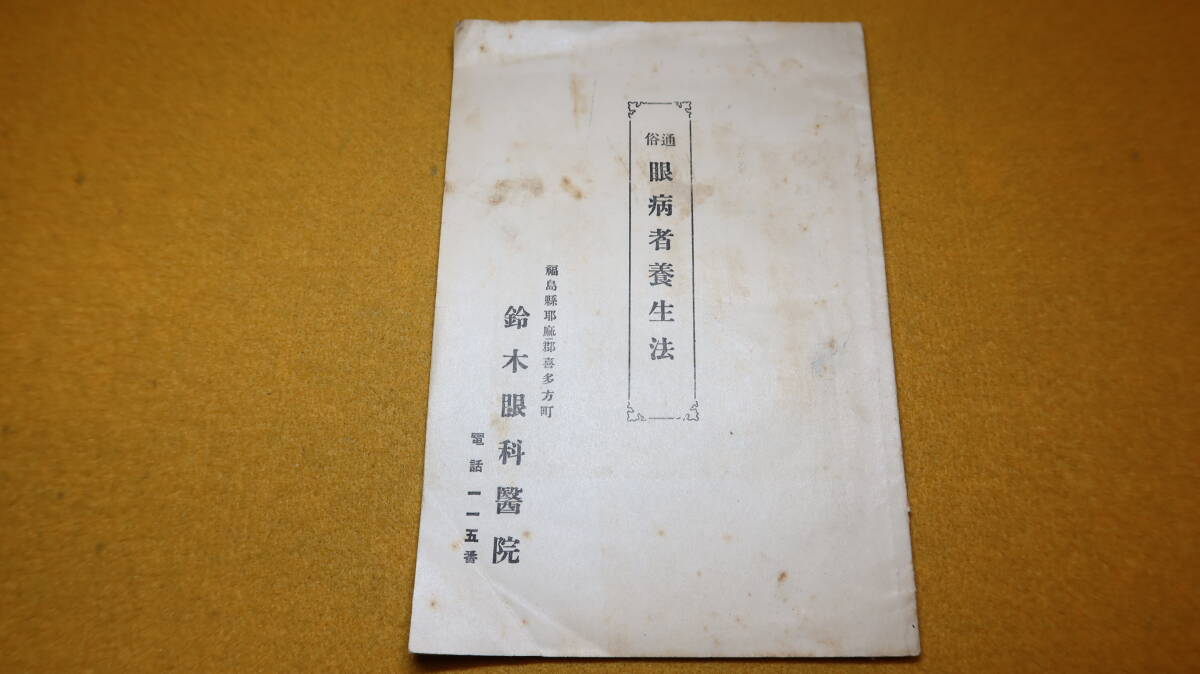 通俗
眼病者養生法
福島縣耶麻郡喜多方町
鈴木眼科醫院
電話一一五番